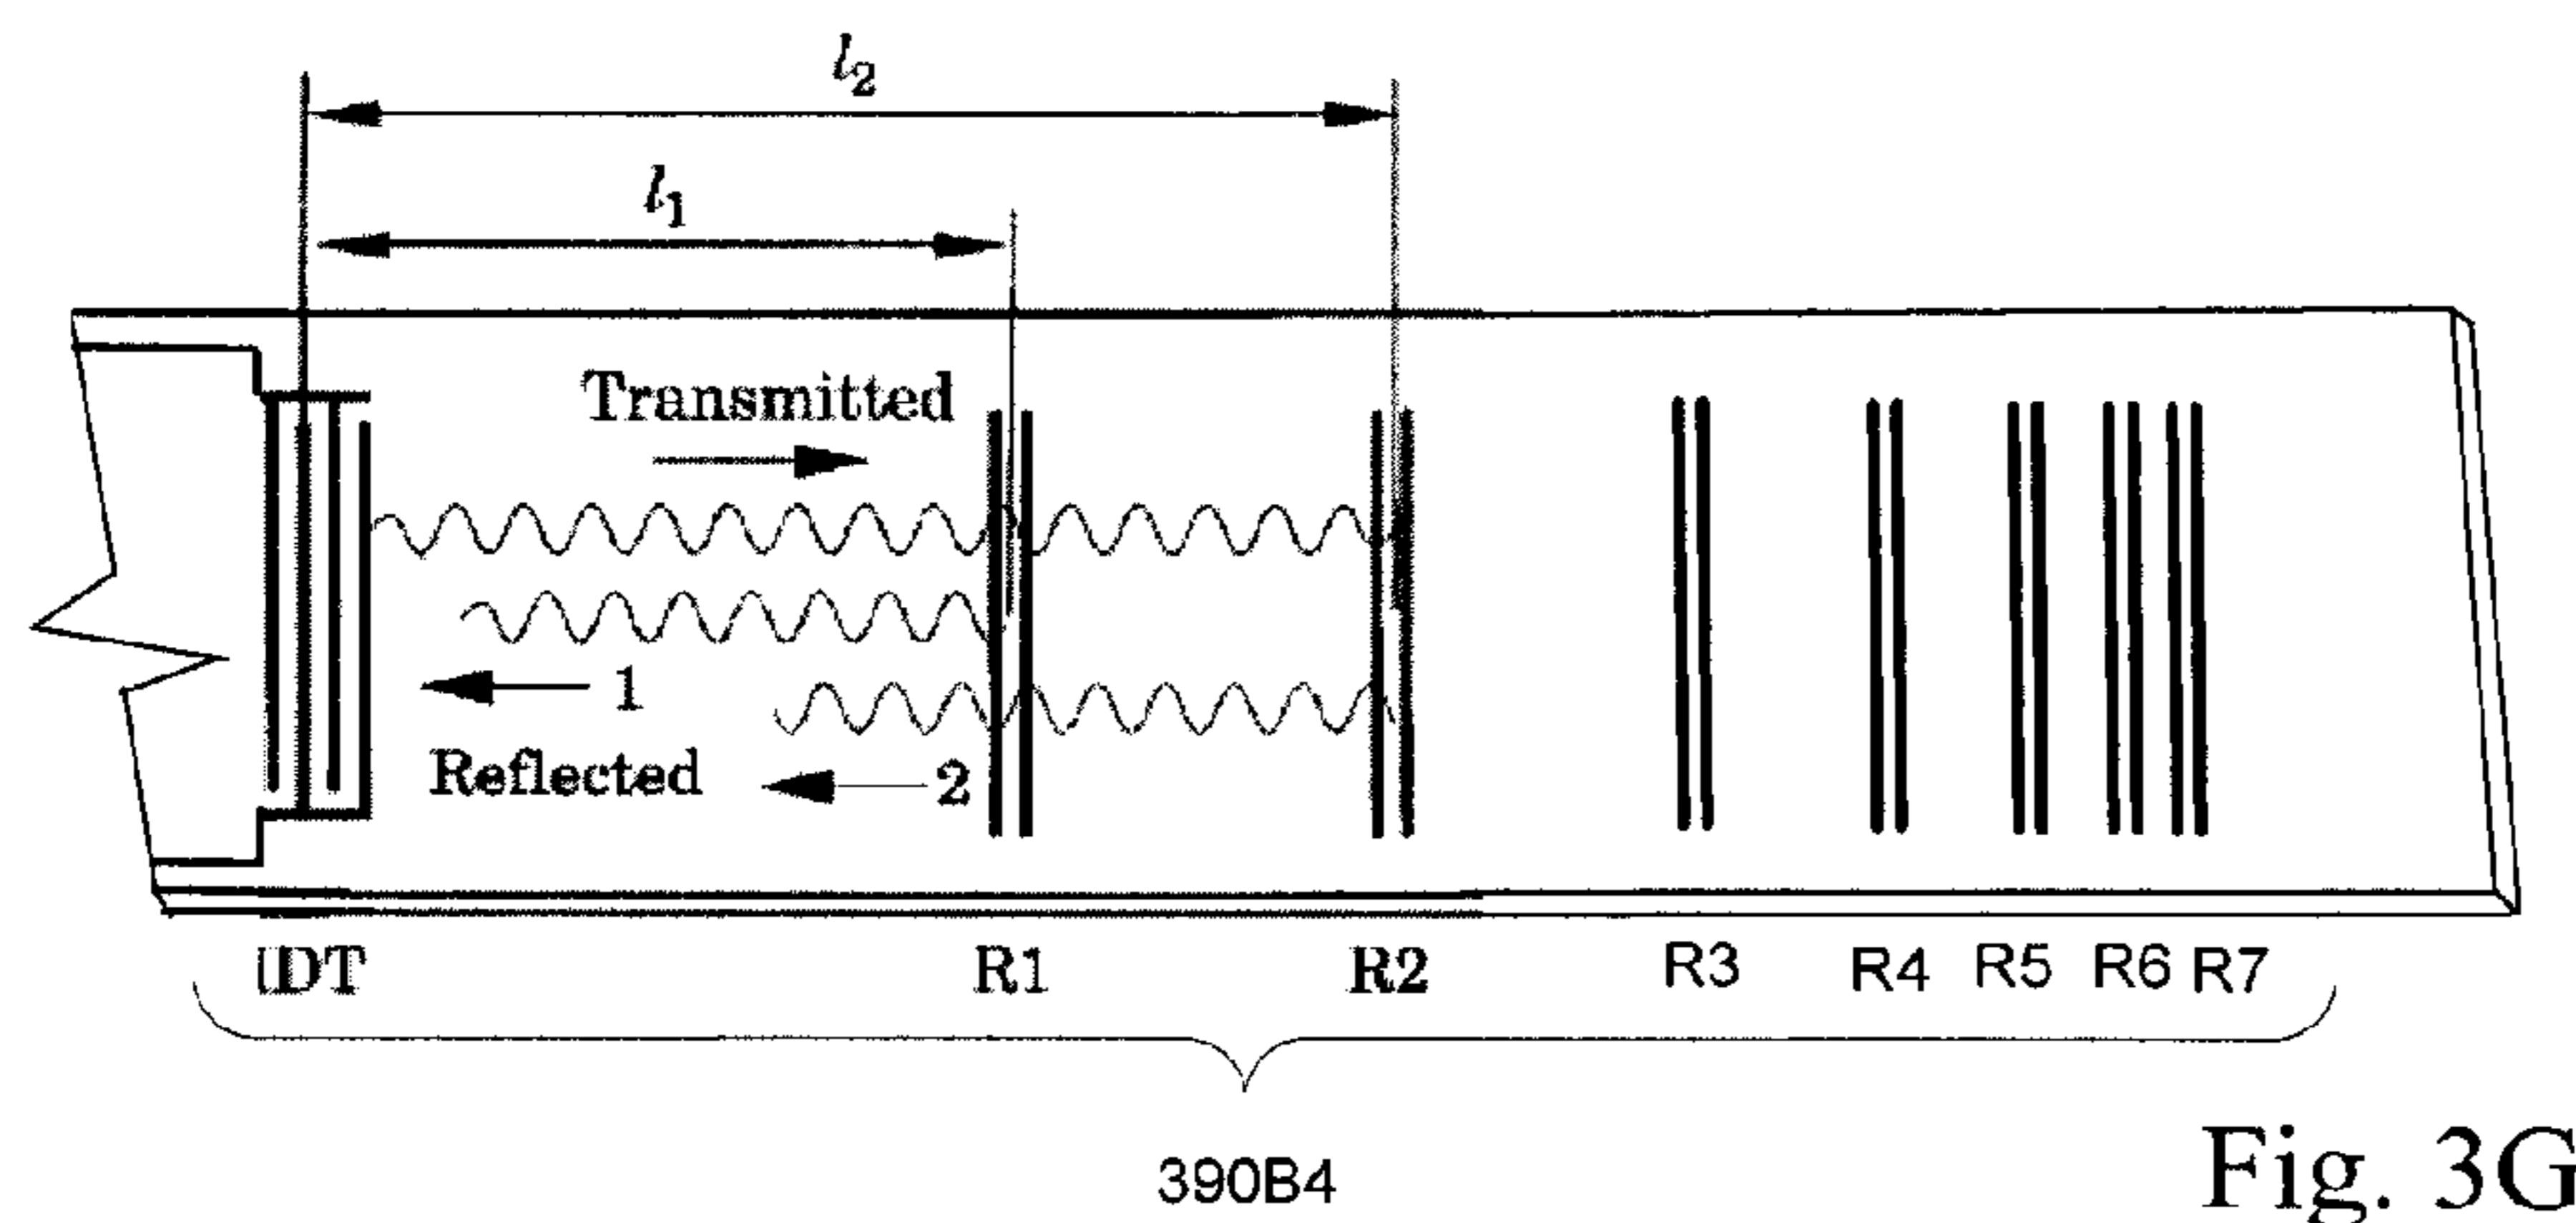 l2
l1
Transmitted
1
Reflected
2
IDT R1 R2 R3 R4 R5 R6 R7
390B4
Fig. 3G